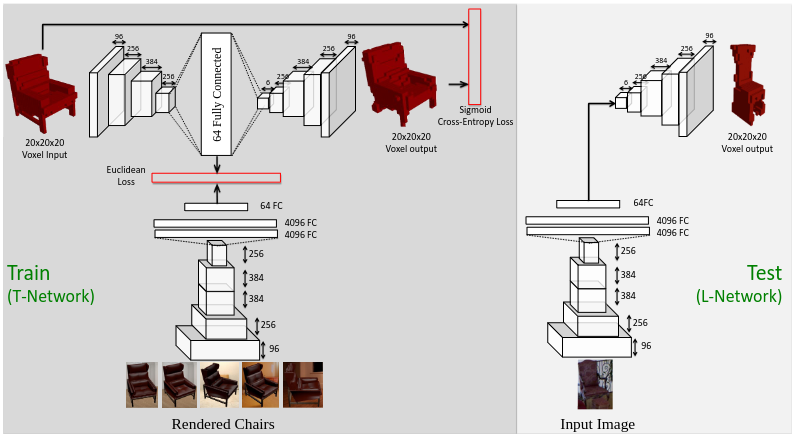 96
256
384
256
64 Fully Connected
6
256
384
256
96
20x20x20
Voxel Input
20x20x20
Voxel output
Sigmoid
Cross-Entropy Loss
Euclidean
Loss
64 FC
4096 FC
4096 FC
256
384
384
256
96
Train
(T-Network)
Rendered Chairs
6
256
384
256
96
20x20x20
Voxel output
64FC
4096 FC
4096 FC
256
384
384
256
96
Test
(L-Network)
Input Image